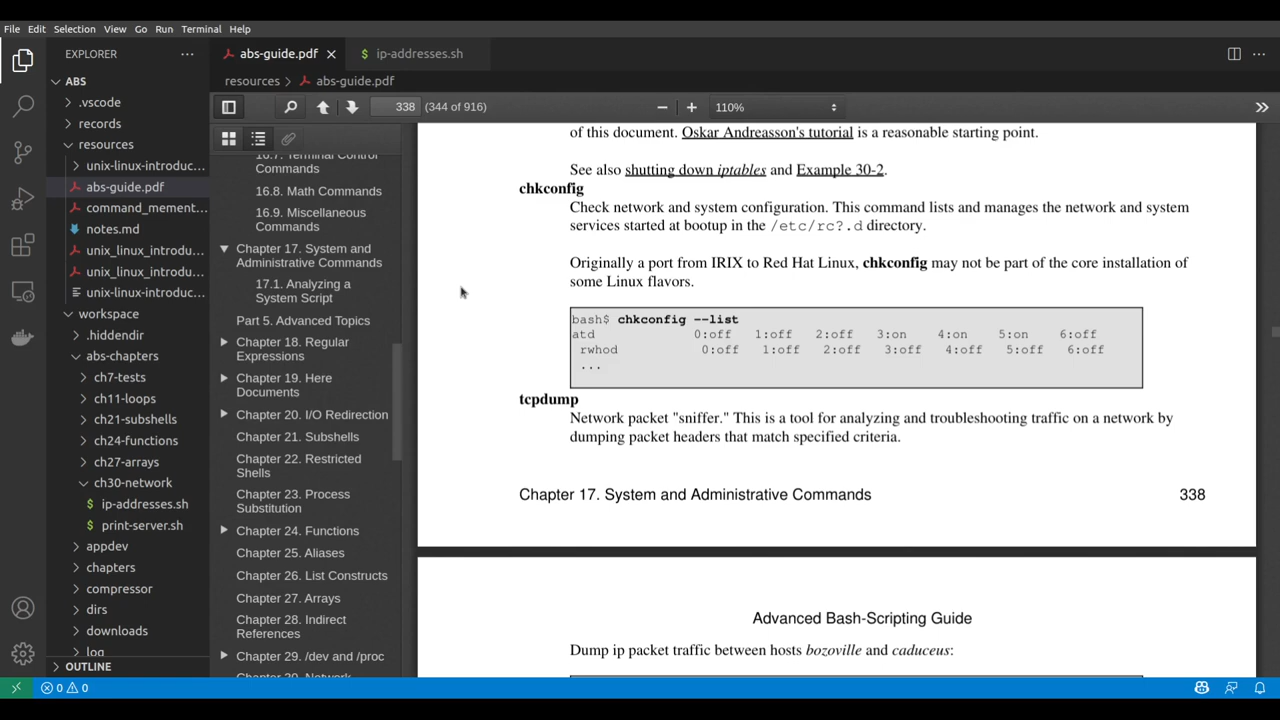 File Edit Selection View Go Run Terminal Help
EXPLORER
ABS
.vscode
records
resources
unix-linux-introduc...
abs-guide.pdf
command_mement...
notes.md
unix_linux_introdu...
unix_linux_introdu...
unix-linux-introduc...
workspace
.hiddendir
abs-chapters
ch7-tests
ch11-loops
ch21-subshells
ch24-functions
ch27-arrays
ch30-network
ip-addresses.sh
print-server.sh
appdev
chapters
compressor
dirs
downloads
log
OUTLINE
abs-guide.pdf ip-addresses.sh
resources > abs-guide.pdf
338 (344 of 916) 110%
16.7. Terminal Control
Commands
16.8. Math Commands
16.9. Miscellaneous
Commands
Chapter 17. System and
Administrative Commands
17.1. Analyzing a
System Script
Part 5. Advanced Topics
Chapter 18. Regular
Expressions
Chapter 19. Here
Documents
Chapter 20. I/O Redirection
Chapter 21. Subshells
Chapter 22. Restricted
Shells
Chapter 23. Process
Substitution
Chapter 24. Functions
Chapter 25. Aliases
Chapter 26. List Constructs
Chapter 27. Arrays
Chapter 28. Indirect
References
Chapter 29. /dev and /proc
of this document. Oskar Andreasson's tutorial is a reasonable starting point.
See also shutting down iptables and Example 30-2.
chkconfig
Check network and system configuration. This command lists and manages the network and system
services started at bootup in the /etc/rc?.d directory.
Originally a port from IRIX to Red Hat Linux, chkconfig may not be part of the core installation of
some Linux flavors.
bash$ chkconfig --list
atd 0:off 1:off 2:off 3:on 4:on 5:on 6:off
rwhod 0:off 1:off 2:off 3:off 4:off 5:off 6:off
...
tcpdump
Network packet "sniffer." This is a tool for analyzing and troubleshooting traffic on a network by
dumping packet headers that match specified criteria.
Chapter 17. System and Administrative Commands 338
Advanced Bash-Scripting Guide
Dump ip packet traffic between hosts bozoville and caduceus:
0 0